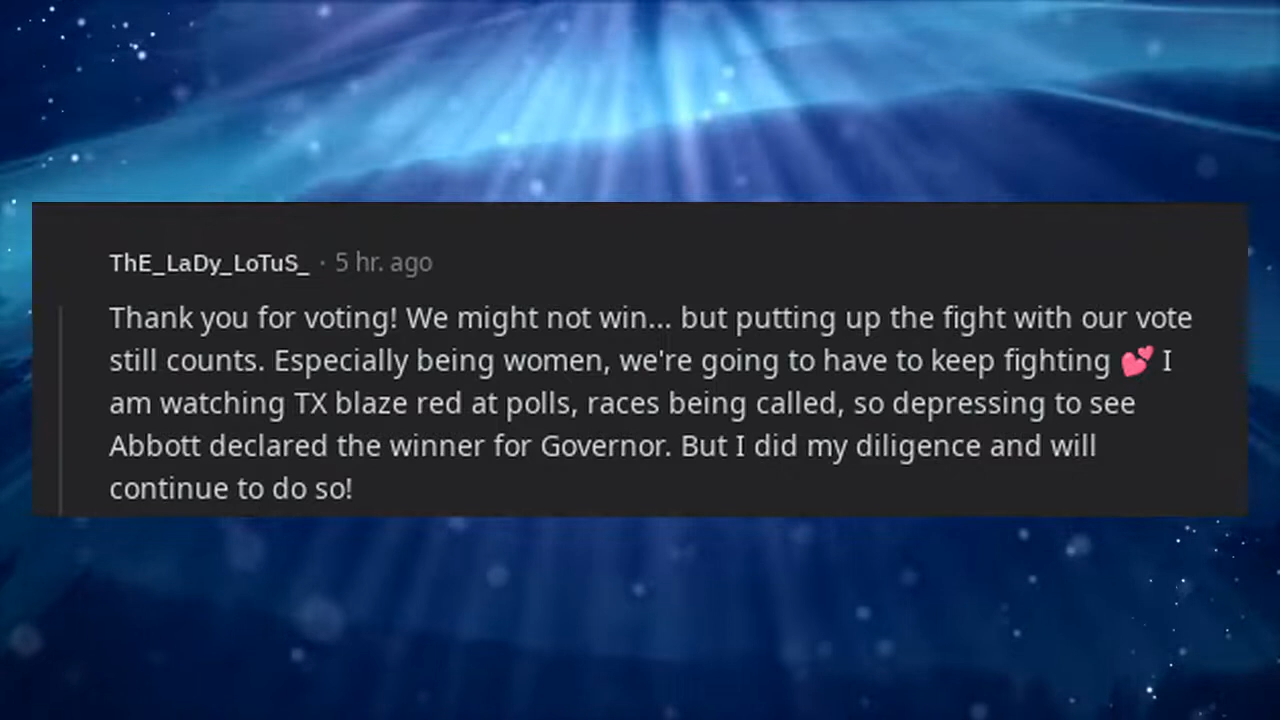 ThE_LaDy_LoTuS_ · 5 hr. ago
Thank you for voting! We might not win... but putting up the fight with our vote
still counts. Especially being women, we're going to have to keep fighting 💕 I
am watching TX blaze red at polls, races being called, so depressing to see
Abbott declared the winner for Governor. But I did my diligence and will
continue to do so!